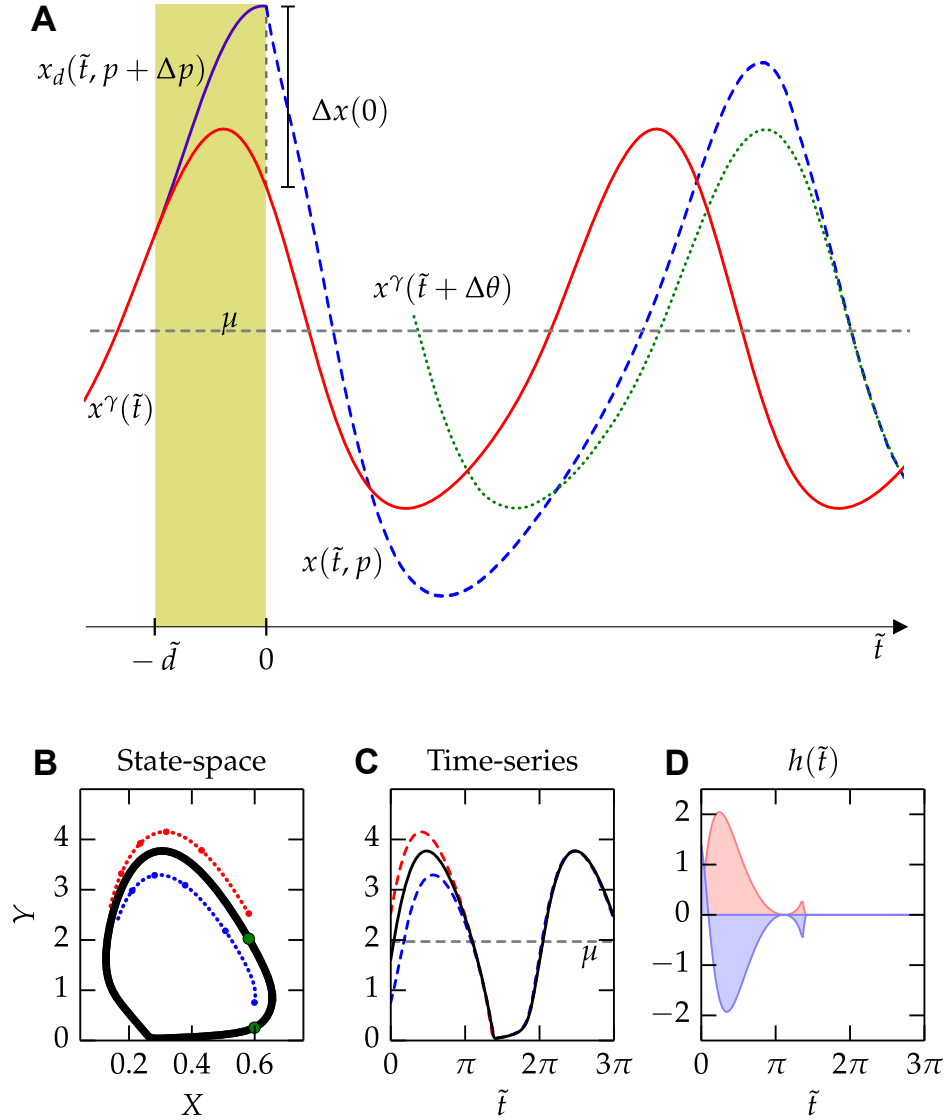 A
x_d(t̃, p + Δp)
Δx(0)
x^γ(t̃ + Δθ)
μ
x^γ(t̃)
x(t̃, p)
− d̃
0
t̃
B
State-space
Y
4
3
2
1
0
0.2
0.4
0.6
X
C
Time-series
4
3
2
1
0
μ
0
π
2π
3π
t̃
D
h(t̃)
2
1
0
−1
−2
0
π
2π
3π
t̃